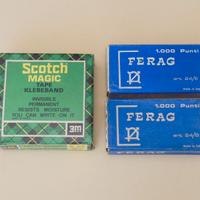 Scotch
MAGIC
TAPE
KLEBEBAND
INVISIBLE
PERMANENT
RESISTS MOISTURE
YOU CAN WRITE ON IT
3M
1.000 Punti
FERAG
1.000 Punti
FERAG